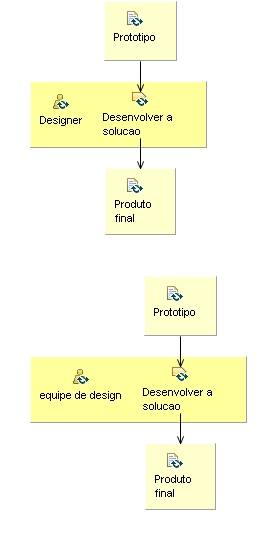 Prototipo
Designer
Desenvolver a
solucao
Produto
final
Prototipo
equipe de design
Desenvolver a
solucao
Produto
final